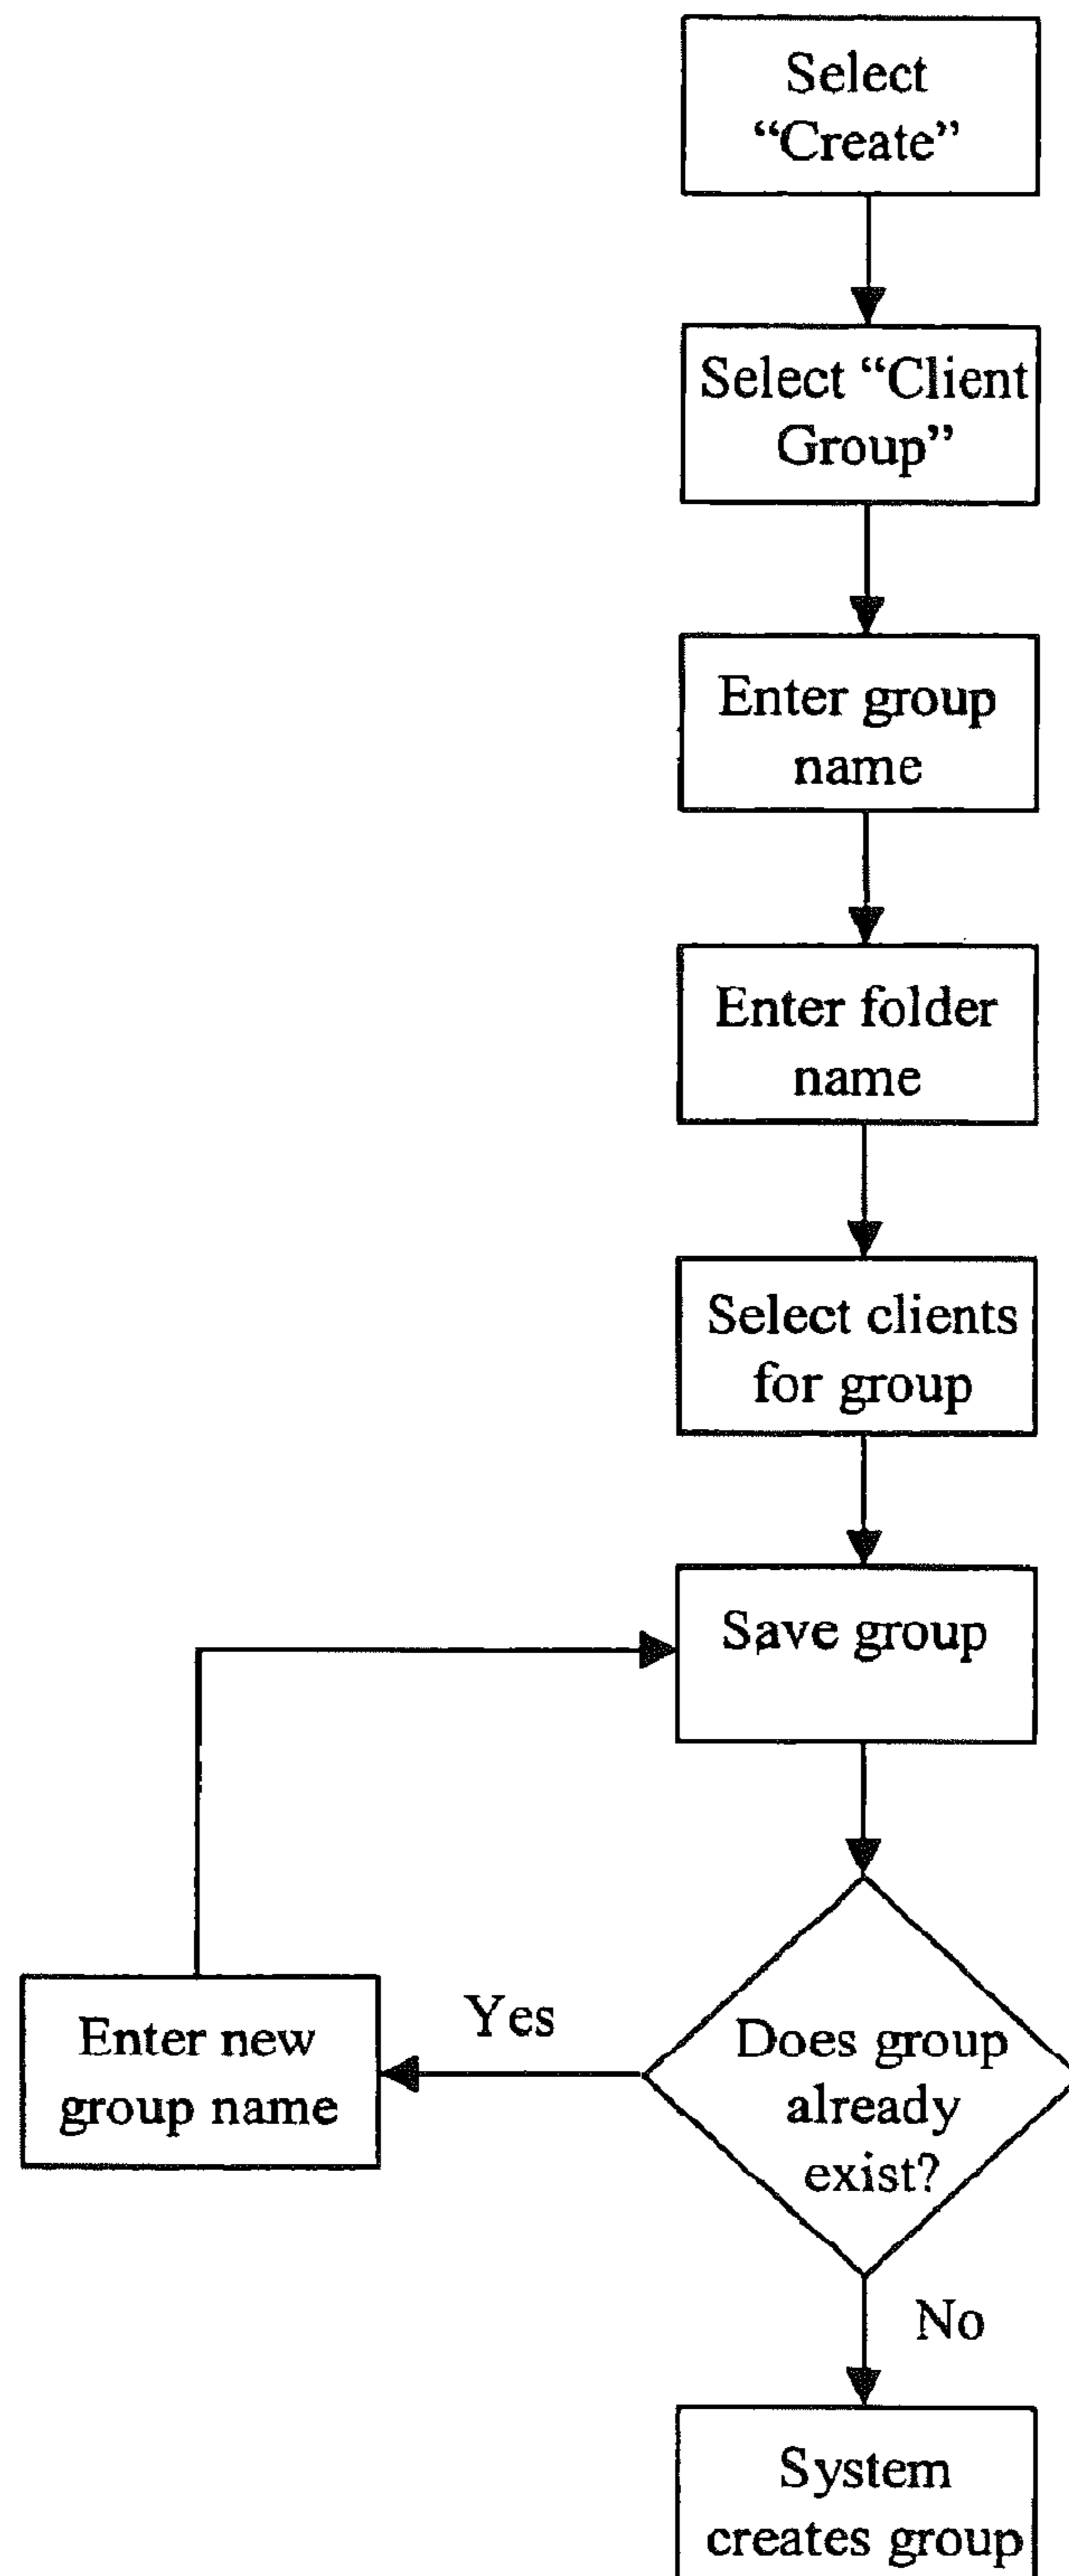 Select
“Create”
Select “Client
Group”
Enter group
name
Enter folder
name
Select clients
for group
Save group
Does group
already
exist?
Yes
Enter new
group name
No
System
creates group